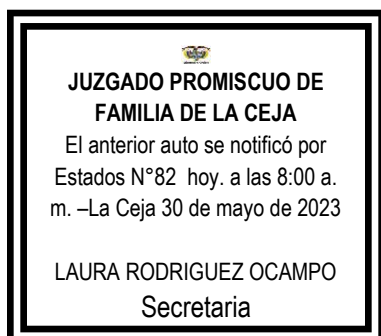 JUZGADO PROMISCUO DE
FAMILIA DE LA CEJA
El anterior auto se notificó por
Estados N°82 hoy. a las 8:00 a.
m. –La Ceja 30 de mayo de 2023
LAURA RODRIGUEZ OCAMPO
Secretaria